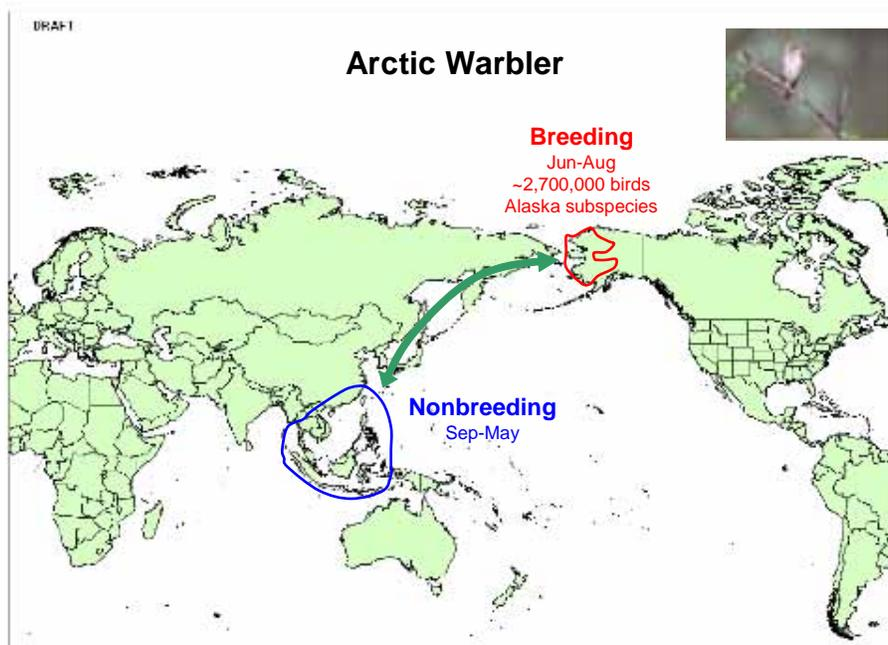 DRAFT
Arctic Warbler
Breeding
Jun-Aug
~2,700,000 birds
Alaska subspecies
Nonbreeding
Sep-May